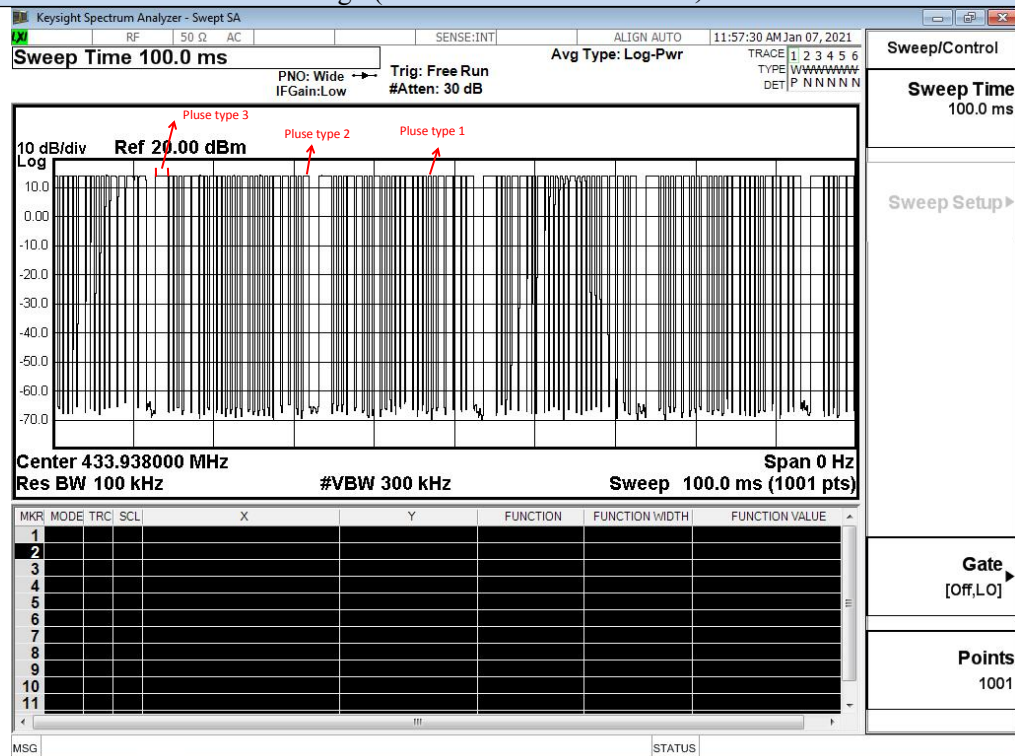 Keysight Spectrum Analyzer - Swept SA
LXI RF 50 Ω AC SENSE:INT ALIGN AUTO 11:57:30 AM Jan 07, 2021
Sweep Time 100.0 ms
Avg Type: Log-Pwr
TRACE 1 2 3 4 5 6
PNO: Wide
Trig: Free Run
TYPE WWWWWW
IFGain:Low
#Atten: 30 dB
DET P N N N N N
Pluse type 3
Pluse type 2
Pluse type 1
10 dB/div Ref 20.00 dBm
Log
10.0
0.00
-10.0
-20.0
-30.0
-40.0
-50.0
-60.0
-70.0
Center 433.938000 MHz Span 0 Hz
Res BW 100 kHz #VBW 300 kHz Sweep 100.0 ms (1001 pts)
MKR MODE TRC SCL X Y FUNCTION FUNCTION WIDTH FUNCTION VALUE
1
2
3
4
5
6
7
8
9
10
11
MSG STATUS
Sweep/Control
Sweep Time
100.0 ms
Sweep Setup
Gate
[Off,LO]
Points
1001